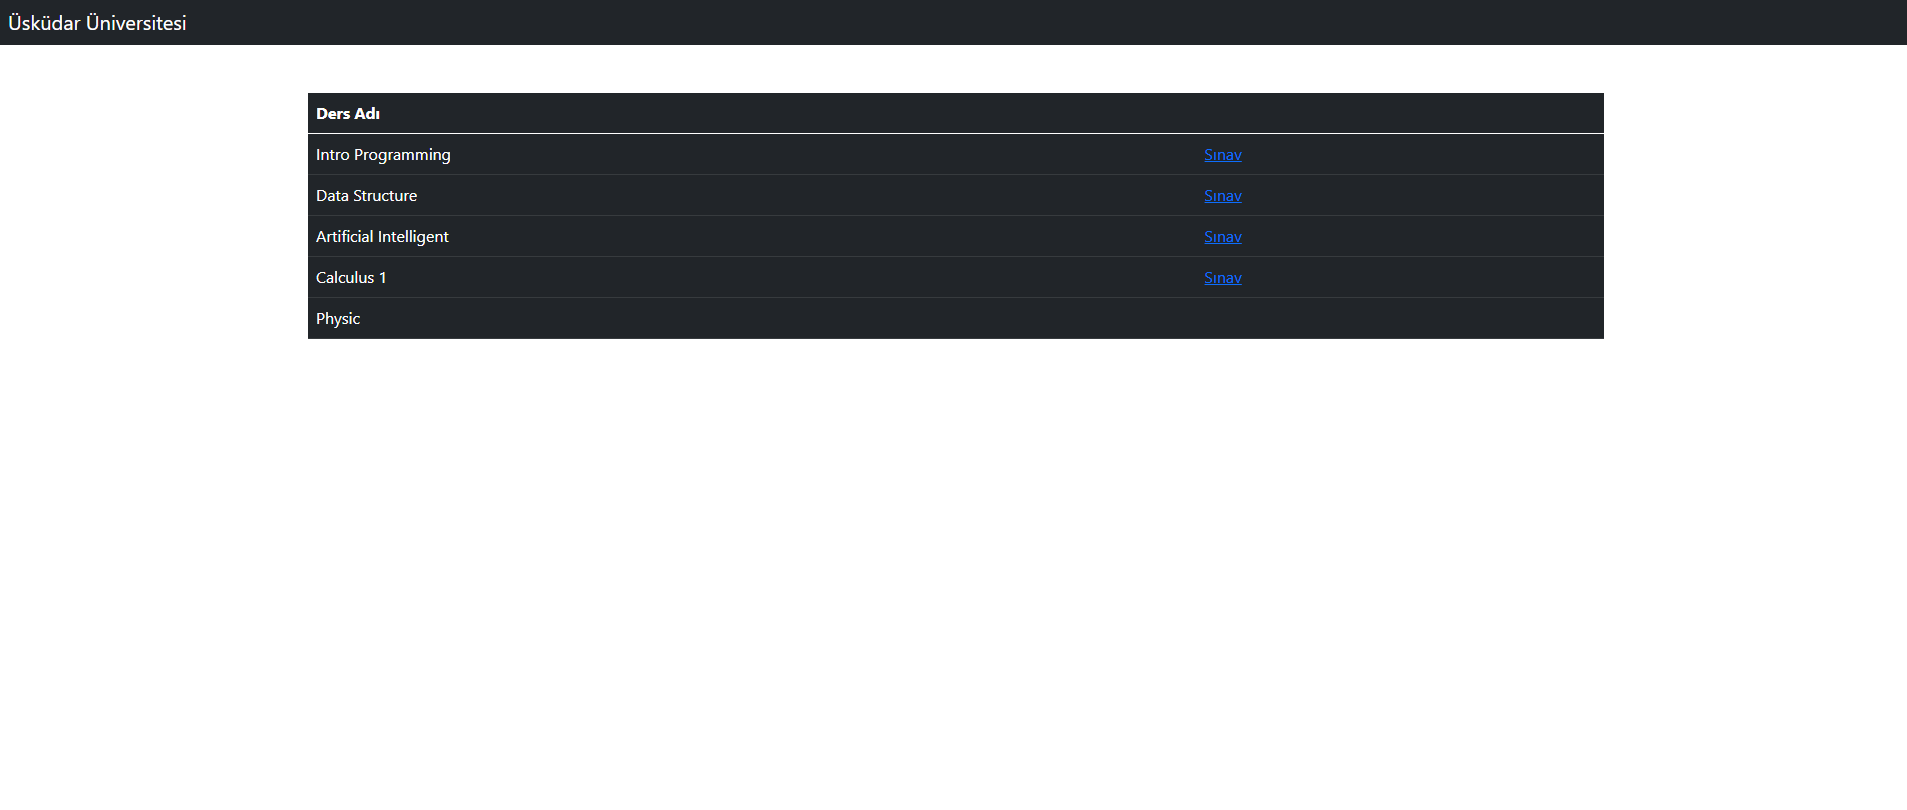 Üsküdar Üniversitesi
Ders Adı
Intro Programming Sınav
Data Structure Sınav
Artificial Intelligent Sınav
Calculus 1 Sınav
Physic